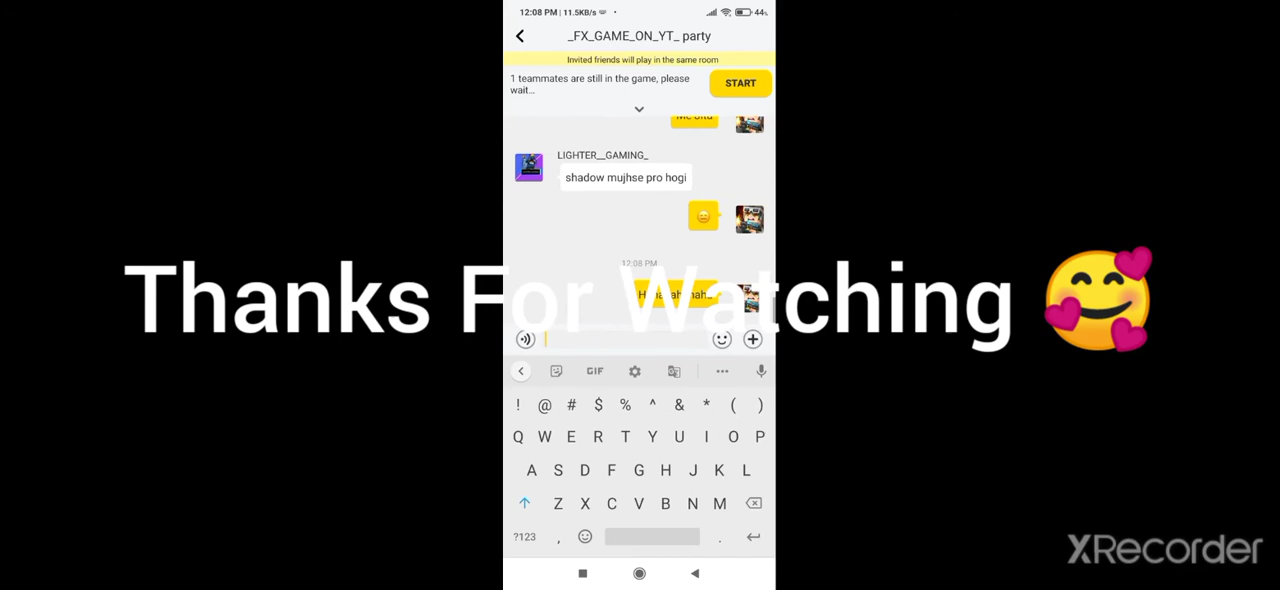 12:08 PM | 11.5KB/s
44%
_FX_GAME_ON_YT_ party
Invited friends will play in the same room
1 teammates are still in the game, please
wait...
START
LIGHTER__GAMING_
shadow mujhse pro hogi
12:08 PM
Thanks For Watching 🥰
GIF
! @ # $ % ^ & * ( )
Q W E R T Y U I O P
A S D F G H J K L
Z X C V B N M
?123 , .
XRecorder